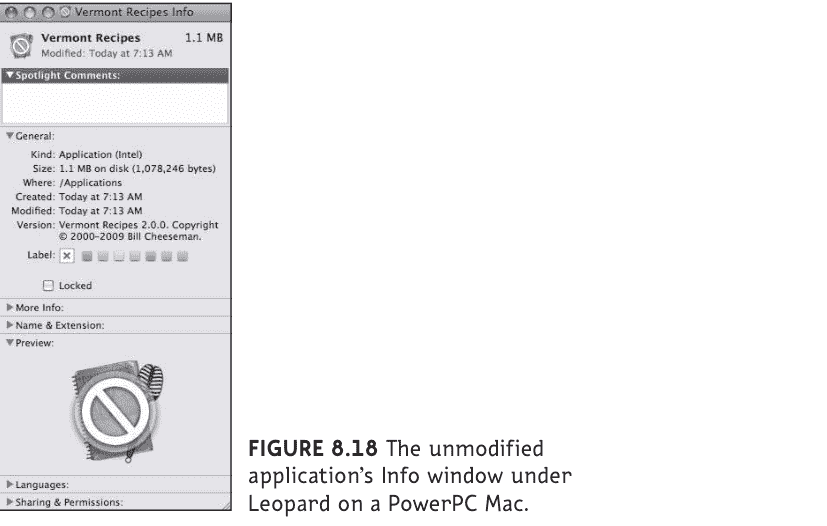 Vermont Recipes Info
Vermont Recipes 1.1 MB
Modified: Today at 7:13 AM
Spotlight Comments:
General:
Kind: Application (Intel)
Size: 1.1 MB on disk (1,078,246 bytes)
Where: /Applications
Created: Today at 7:13 AM
Modified: Today at 7:13 AM
Version: Vermont Recipes 2.0.0. Copyright
© 2000–2009 Bill Cheeseman.
Label:
Locked
More Info:
Name & Extension:
Preview:
Languages:
Sharing & Permissions:
FIGURE 8.18 The unmodified
application’s Info window under
Leopard on a PowerPC Mac.